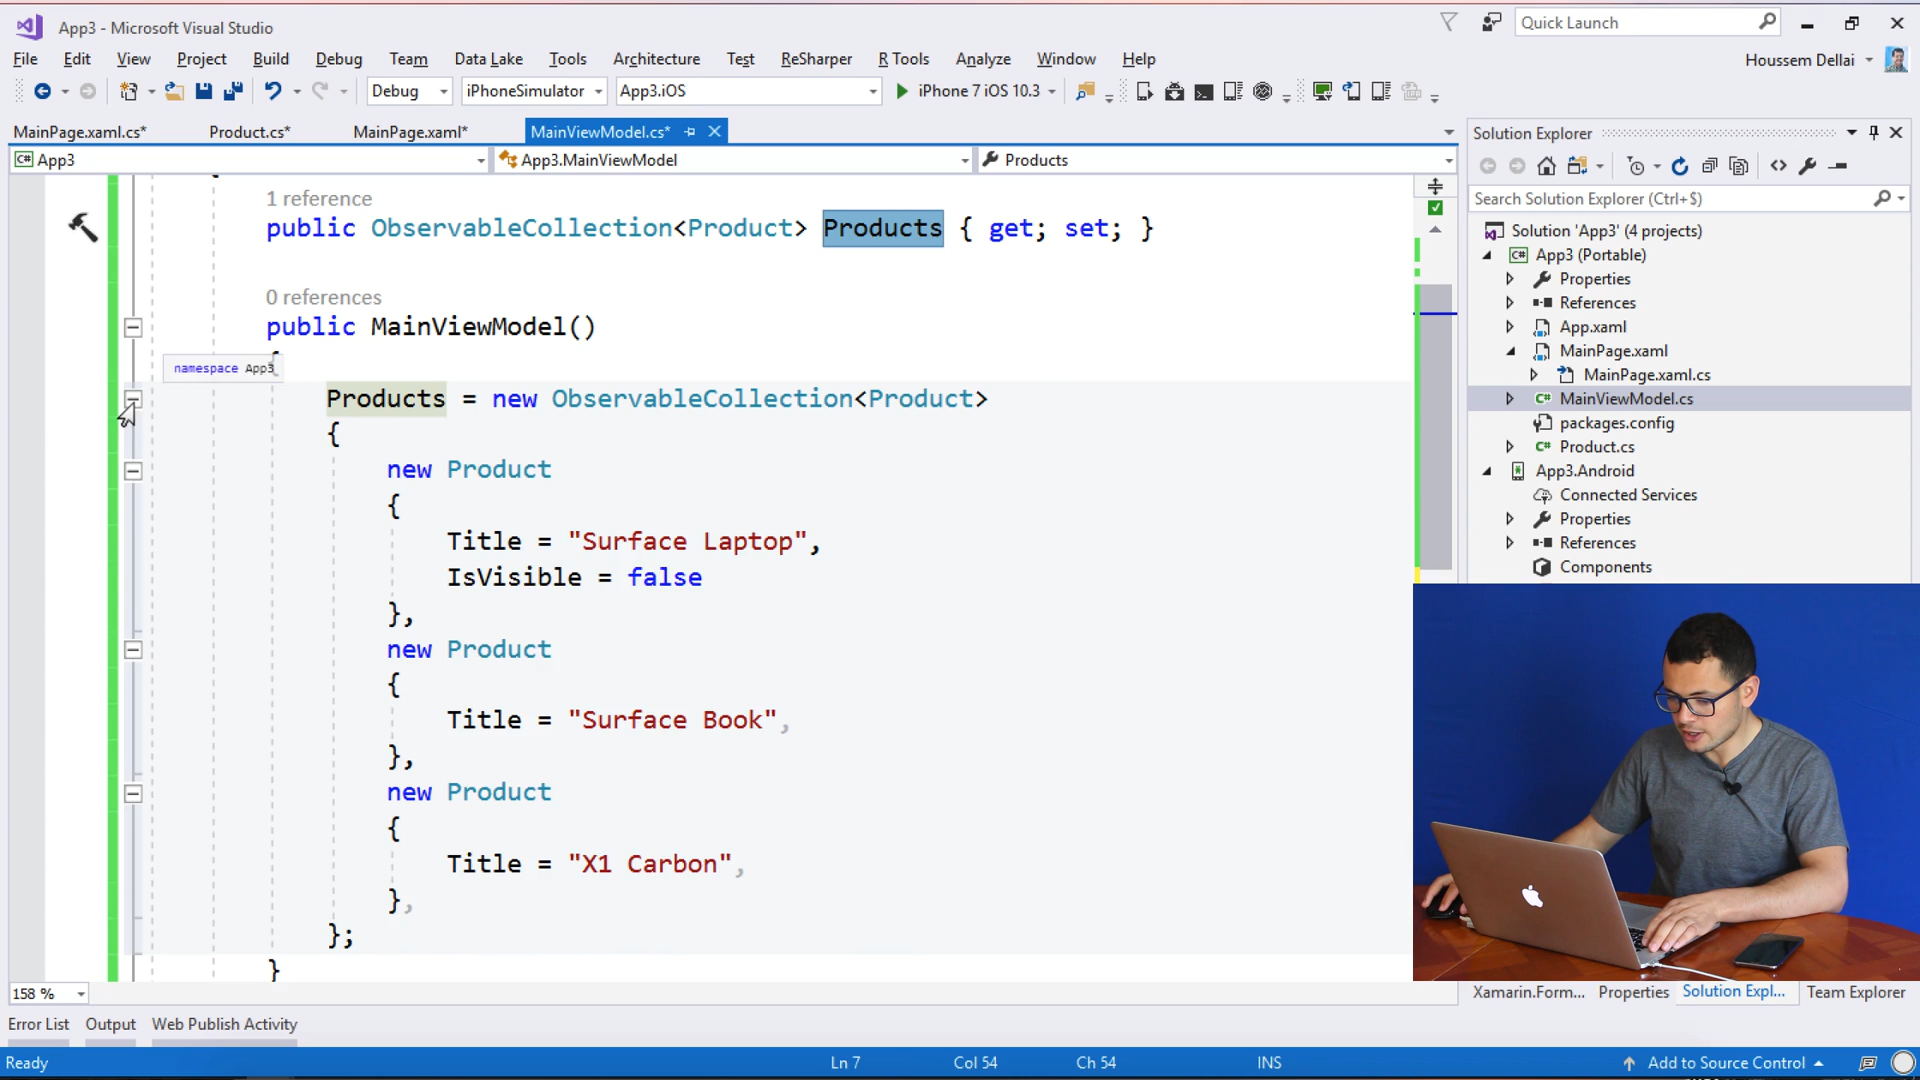 App3 - Microsoft Visual Studio
Quick Launch
File Edit View Project Build Debug Team Data Lake Tools Architecture Test ReSharper R Tools Analyze Window Help
Houssem Dellai
Debug iPhoneSimulator App3.iOS iPhone 7 iOS 10.3
MainPage.xaml.cs* Product.cs* MainPage.xaml* MainViewModel.cs*
C# App3 App3.MainViewModel Products
1 reference
public ObservableCollection<Product> Products { get; set; }
0 references
public MainViewModel()
{
namespace App3
Products = new ObservableCollection<Product>
{
new Product
{
Title = "Surface Laptop",
IsVisible = false
},
new Product
{
Title = "Surface Book",
},
new Product
{
Title = "X1 Carbon",
},
};
}
158 %
Solution Explorer
Search Solution Explorer (Ctrl+$)
Solution 'App3' (4 projects)
C# App3 (Portable)
Properties
References
App.xaml
MainPage.xaml
MainPage.xaml.cs
C# MainViewModel.cs
packages.config
C# Product.cs
App3.Android
Connected Services
Properties
References
Components
Xamarin.Form... Properties Solution Expl... Team Explorer
Error List Output Web Publish Activity
Ready Ln 7 Col 54 Ch 54 INS Add to Source Control